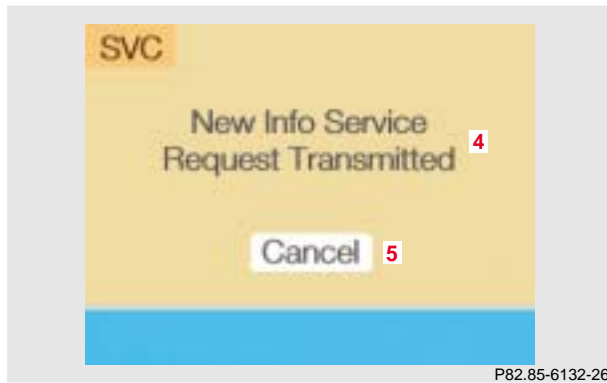 SVC
New Info Service
Request Transmitted
4
Cancel
5
P82.85-6132-26